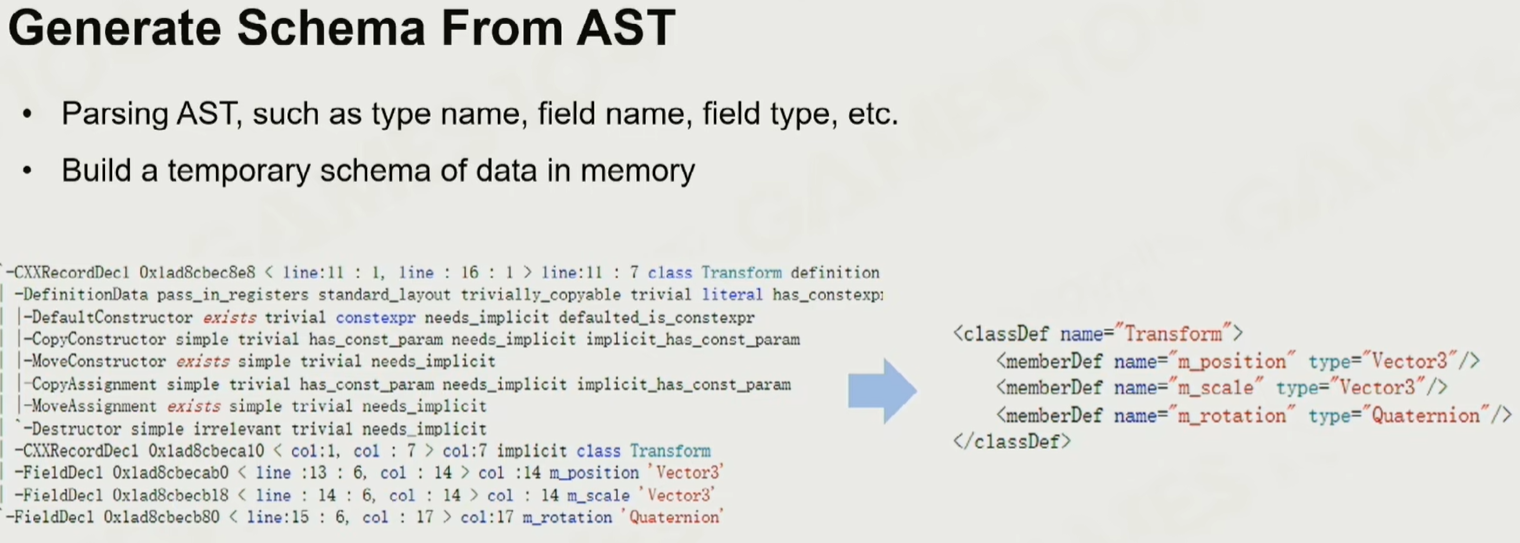 Generate Schema From AST
• Parsing AST, such as type name, field name, field type, etc.
• Build a temporary schema of data in memory
`-CXXRecordDecl 0x1ad8cbec8e8 < line:11 : 1, line : 16 : 1 > line:11 : 7 class Transform definition
| -DefinitionData pass_in_registers standard_layout trivially_copyable trivial literal has_constexpr
| |-DefaultConstructor exists trivial constexpr needs_implicit defaulted_is_constexpr
| |-CopyConstructor simple trivial has_const_param needs_implicit implicit_has_const_param
| |-MoveConstructor exists simple trivial needs_implicit
| |-CopyAssignment simple trivial has_const_param needs_implicit implicit_has_const_param
| |-MoveAssignment exists simple trivial needs_implicit
| `-Destructor simple irrelevant trivial needs_implicit
| -CXXRecordDecl 0x1ad8cbeca10 < col:1, col : 7 > col:7 implicit class Transform
| -FieldDecl 0x1ad8cbecab0 < line :13 : 6, col : 14 > col :14 m_position 'Vector3'
| -FieldDecl 0x1ad8cbecb18 < line : 14 : 6, col : 14 > col : 14 m_scale 'Vector3'
`-FieldDecl 0x1ad8cbecb80 < line:15 : 6, col : 17 > col:17 m_rotation 'Quaternion'
<classDef name="Transform">
<memberDef name="m_position" type="Vector3"/>
<memberDef name="m_scale" type="Vector3"/>
<memberDef name="m_rotation" type="Quaternion"/>
</classDef>
GAMES104